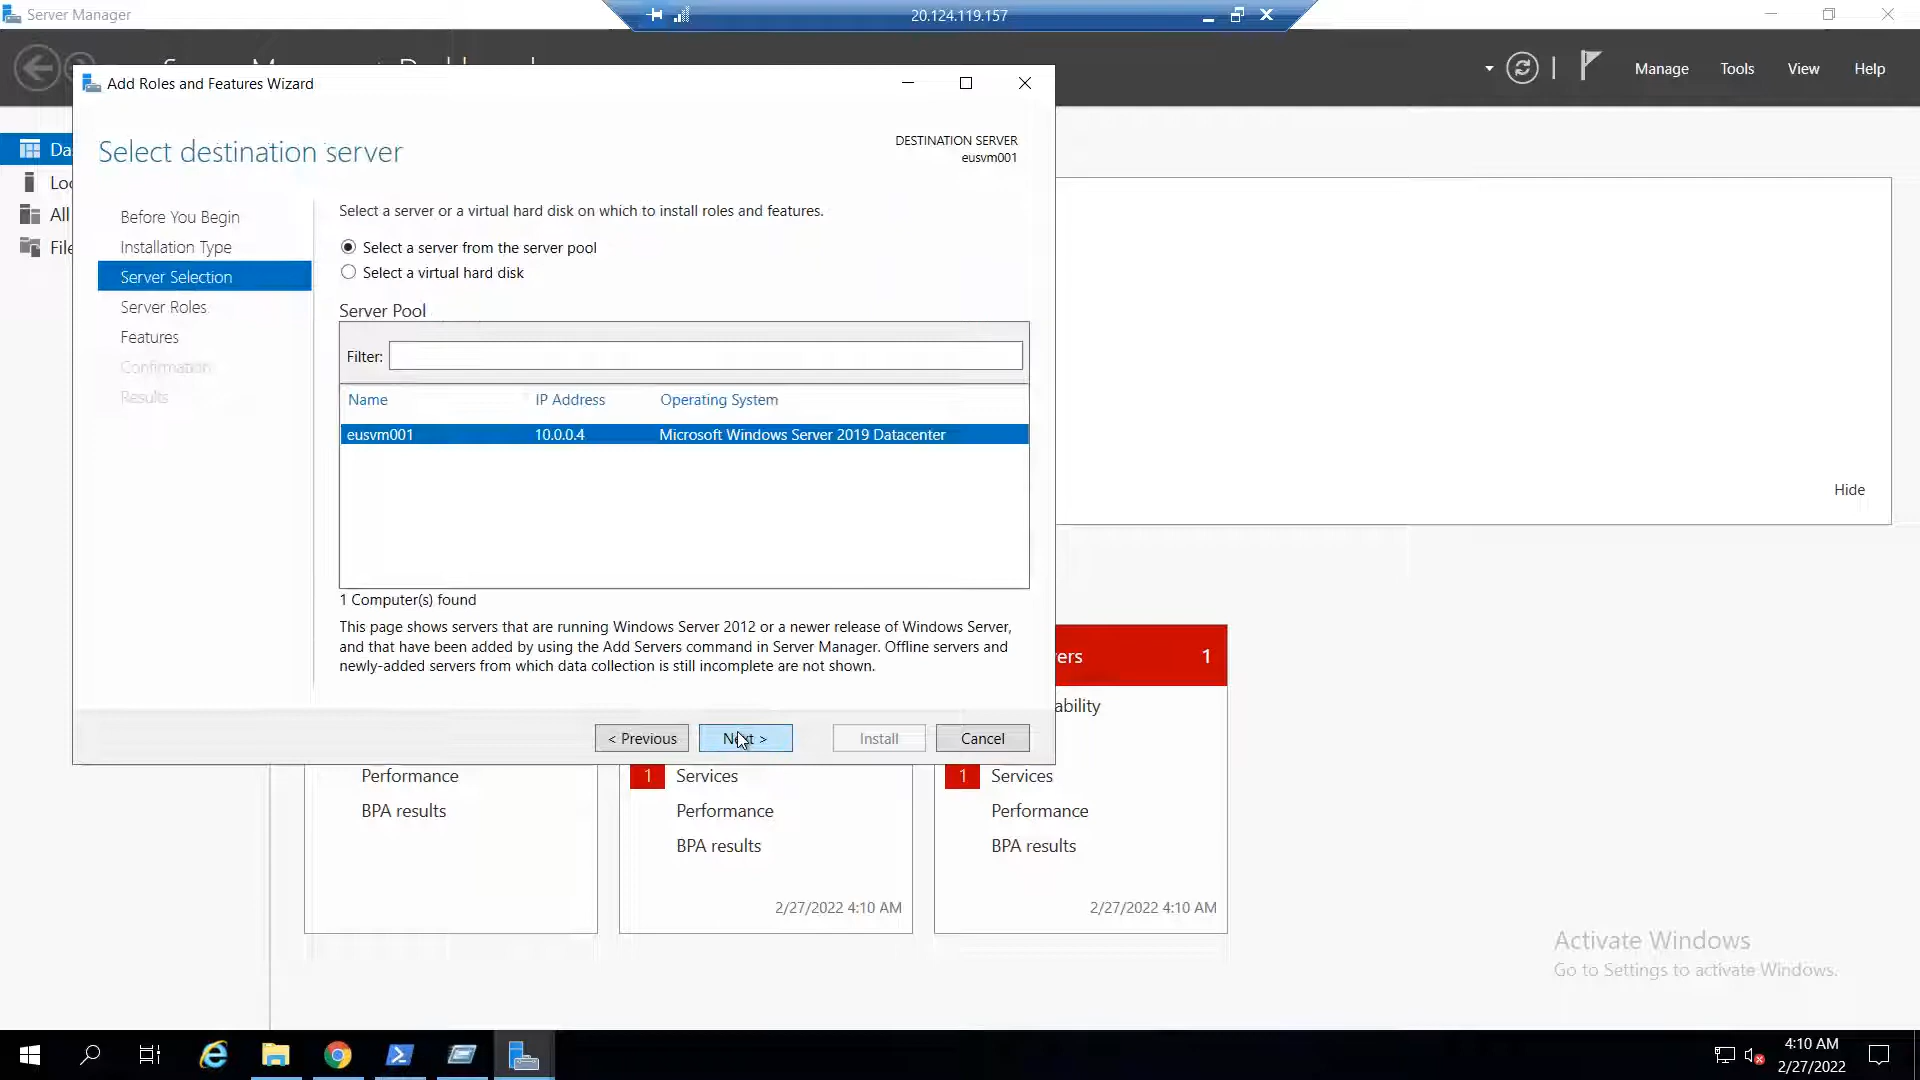 Server Manager
20.124.119.157
Manage
Tools
View
Help
Add Roles and Features Wizard
Select destination server
DESTINATION SERVER
eusvm001
Before You Begin
Installation Type
Server Selection
Server Roles
Features
Confirmation
Results
Select a server or a virtual hard disk on which to install roles and features.
Select a server from the server pool
Select a virtual hard disk
Server Pool
Filter:
Name IP Address Operating System
eusvm001 10.0.0.4 Microsoft Windows Server 2019 Datacenter
1 Computer(s) found
This page shows servers that are running Windows Server 2012 or a newer release of Windows Server,
and that have been added by using the Add Servers command in Server Manager. Offline servers and
newly-added servers from which data collection is still incomplete are not shown.
< Previous
Next >
Install
Cancel
All
Hide
1
Performance
BPA results
1 Services
Performance
BPA results
2/27/2022 4:10 AM
1 Services
Performance
BPA results
2/27/2022 4:10 AM
Activate Windows
Go to Settings to activate Windows.
4:10 AM
2/27/2022